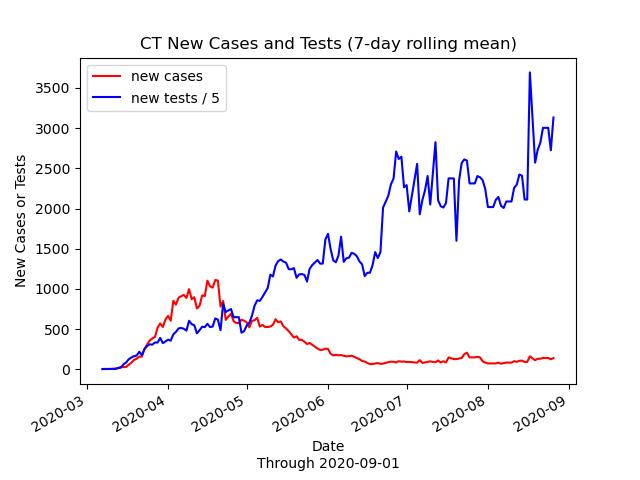 CT New Cases and Tests (7-day rolling mean)
new cases
new tests / 5
3500
3000
2500
2000
1500
1000
500
0
New Cases or Tests
2020-03
2020-04
2020-05
2020-06
2020-07
2020-08
2020-09
Date
Through 2020-09-01